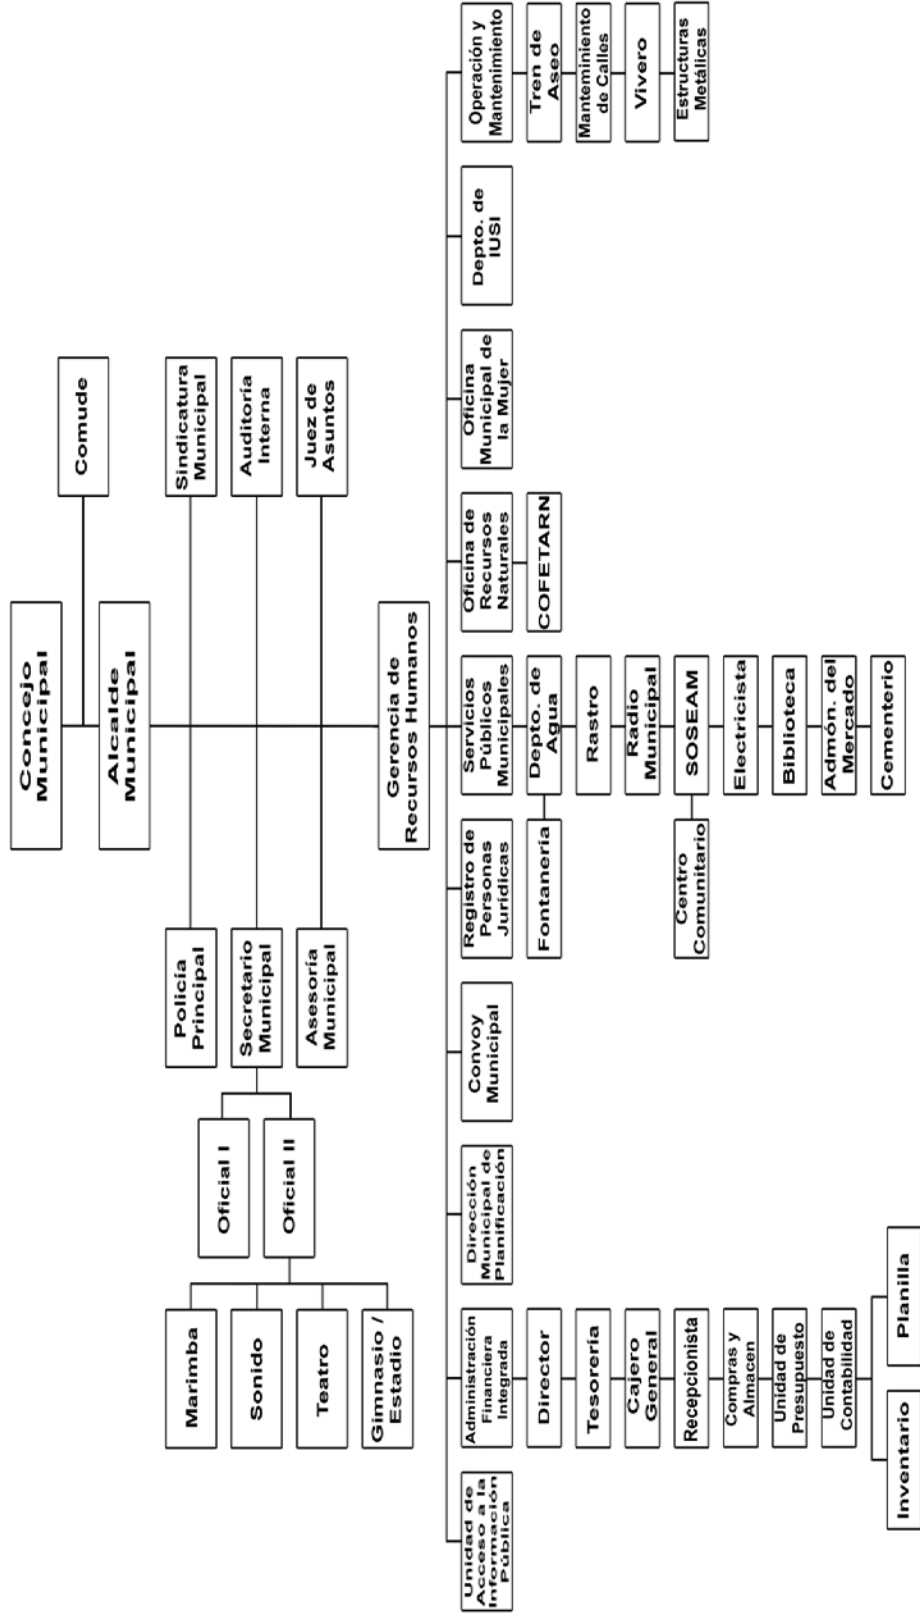 Concejo
Municipal
Comude
Alcalde
Municipal
Policía
Principal
Sindicatura
Municipal
Secretario
Municipal
Auditoría
Interna
Asesoría
Municipal
Juez de
Asuntos
Oficial I
Oficial II
Marimba
Sonido
Teatro
Gimnasio /
Estadio
Gerencia de
Recursos Humanos
Unidad de
Acceso a la
Información
Pública
Administración
Financiera
Integrada
Director
Tesorería
Cajero
General
Recepcionista
Compras y
Almacen
Unidad de
Presupuesto
Unidad de
Contabilidad
Inventario
Planilla
Dirección
Municipal de
Planificación
Convoy
Municipal
Registro de
Personas
Jurídicas
Servicios
Públicos
Municipales
Fontanería
Depto. de
Agua
Rastro
Radio
Municipal
Centro
Comunitario
SOSEAM
Electricista
Biblioteca
Admón. del
Mercado
Cementerio
Oficina de
Recursos
Naturales
COFETARN
Oficina
Municipal de
la Mujer
Depto. de
IUSI
Operación y
Mantenimiento
Tren de
Aseo
Manteminiento
de Calles
Vivero
Estructuras
Metálicas